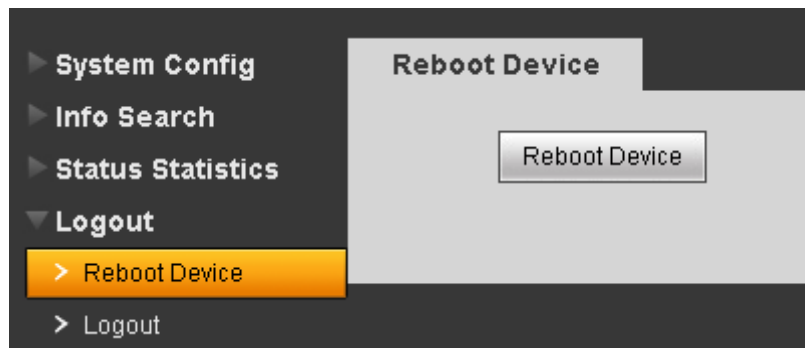 System Config
Info Search
Status Statistics
Logout
Reboot Device
Logout
Reboot Device
Reboot Device